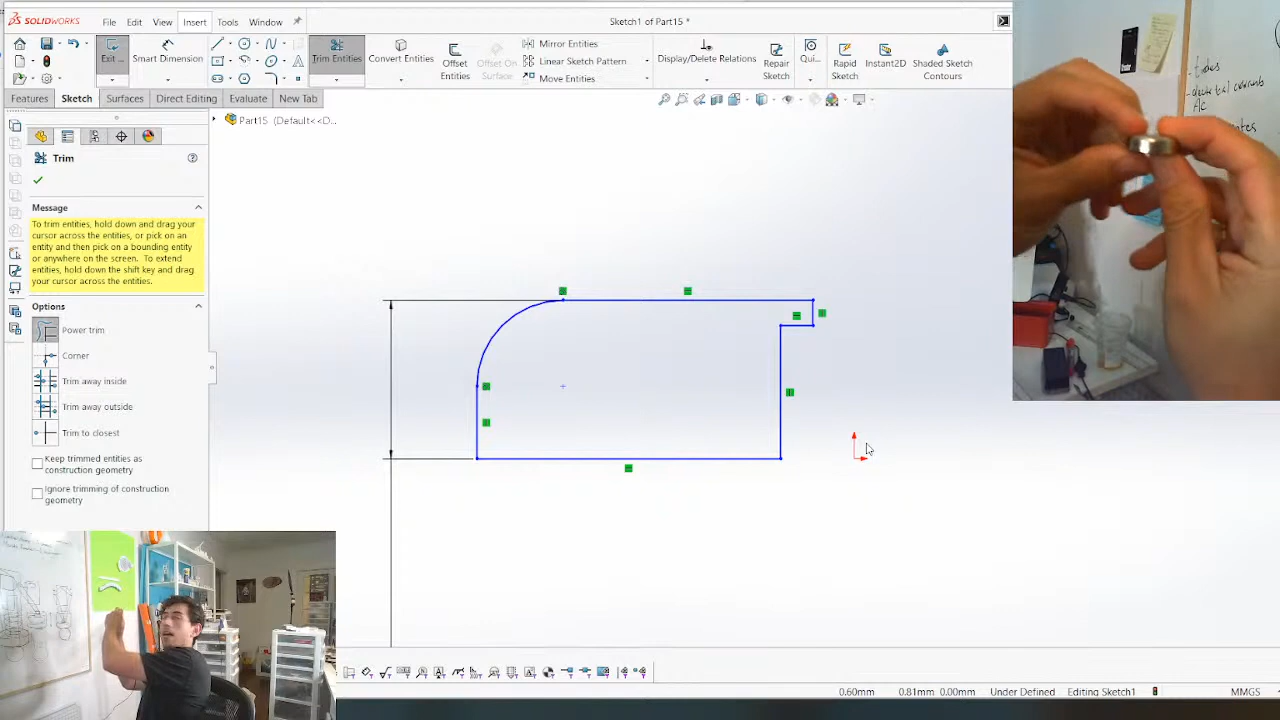 SOLIDWORKS File Edit View Insert Tools Window Sketch1 of Part15 *
Exit ... Smart Dimension Trim Entities Convert Entities Offset Entities Offset On Surface Mirror Entities Linear Sketch Pattern Move Entities Display/Delete Relations Repair Sketch Qui... Rapid Sketch Instant2D Shaded Sketch Contours
Features Sketch Surfaces Direct Editing Evaluate New Tab
Part15 (Default<<D...
Trim
Message
To trim entities, hold down and drag your
cursor across the entities, or pick on an
entity and then pick on a bounding entity
or anywhere on the screen. To extend
entities, hold down the shift key and drag
your cursor across the entities.
Options
Power trim
Corner
Trim away inside
Trim away outside
Trim to closest
Keep trimmed entities as
construction geometry
Ignore trimming of construction
geometry
0.60mm 0.81mm 0.00mm Under Defined Editing Sketch1 MMGS